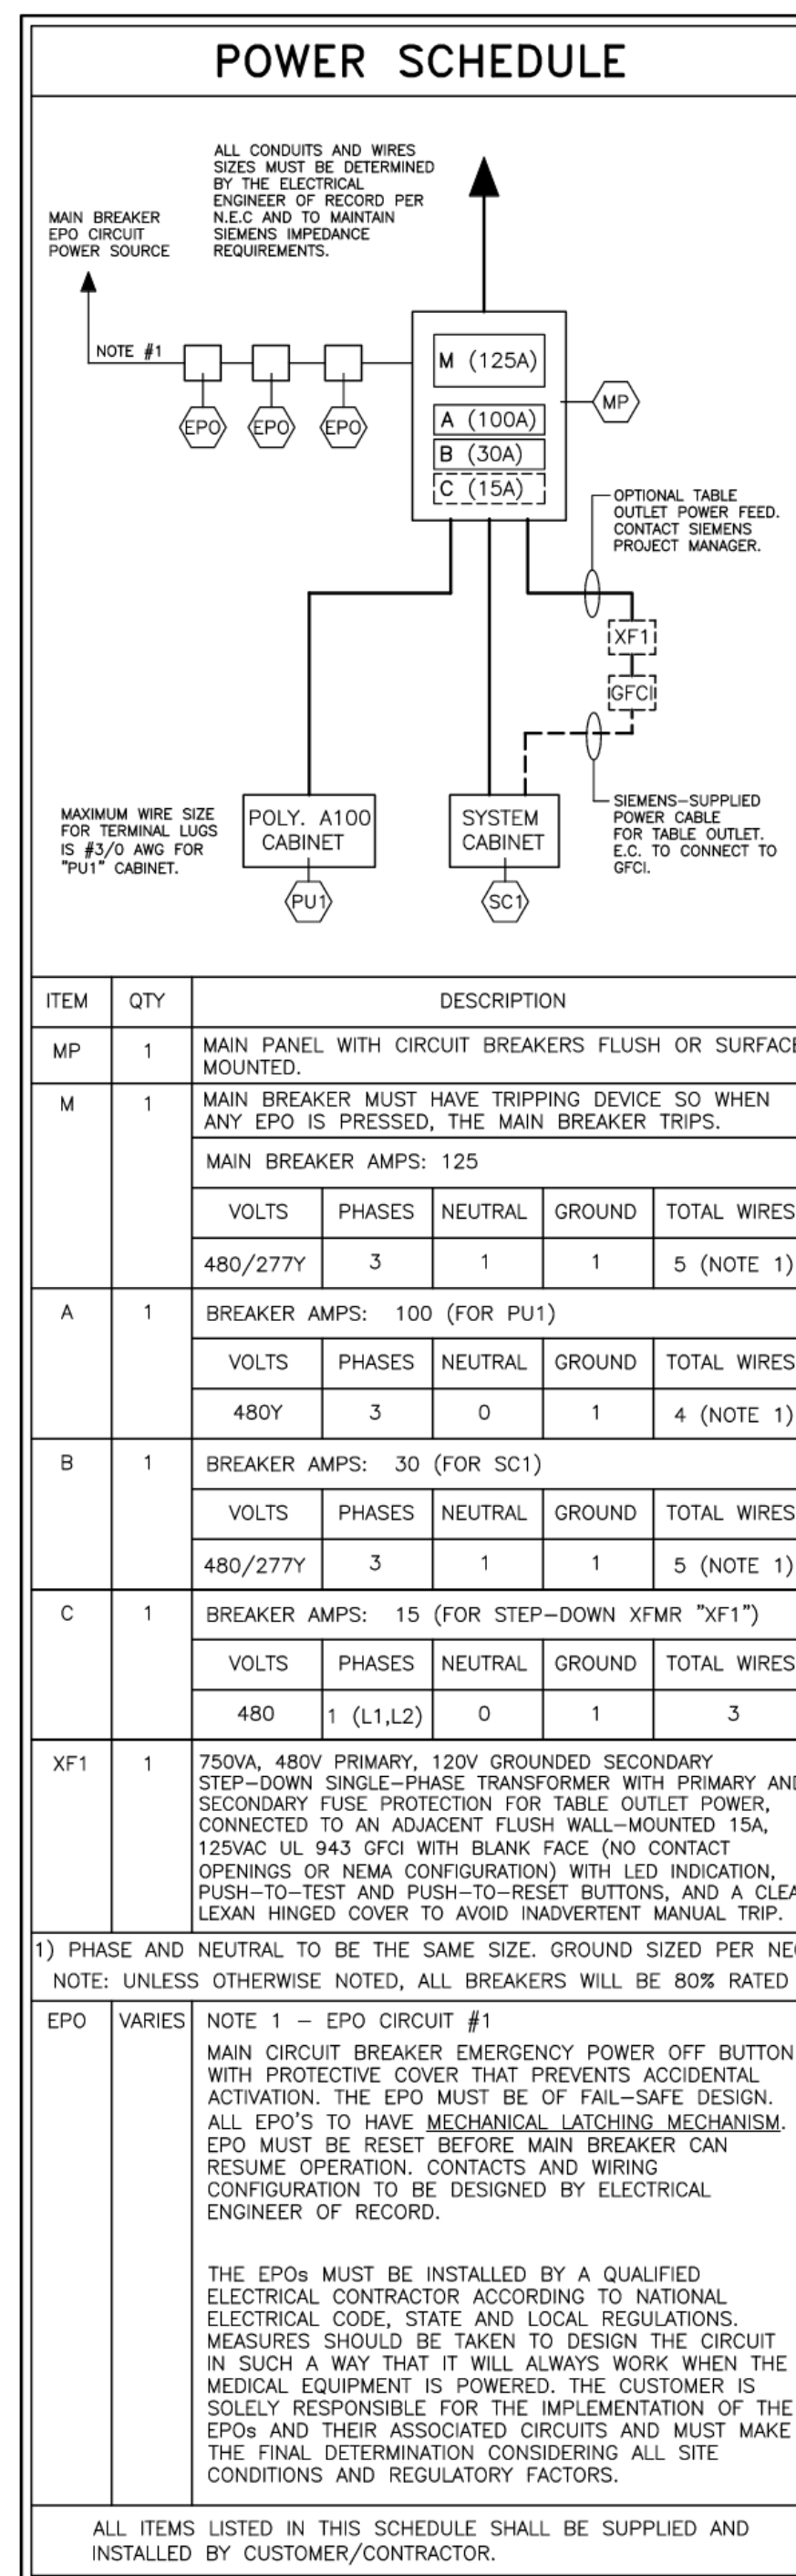 POWER SCHEDULE
ALL CONDUITS AND WIRES
SIZES MUST BE DETERMINED
BY THE ELECTRICAL
ENGINEER OF RECORD PER
N.E.C AND TO MAINTAIN
SIEMENS IMPEDANCE
REQUIREMENTS.
MAIN BREAKER
EPO CIRCUIT
POWER SOURCE
NOTE #1
M (125A)
A (100A)
B (30A)
C (15A)
MP
EPO EPO EPO
OPTIONAL TABLE
OUTLET POWER FEED.
CONTACT SIEMENS
PROJECT MANAGER.
XF1
GFCI
MAXIMUM WIRE SIZE
FOR TERMINAL LUGS
IS #3/0 AWG FOR
"PU1" CABINET.
POLY. A100
CABINET
PU1
SYSTEM
CABINET
SC1
SIEMENS-SUPPLIED
POWER CABLE
FOR TABLE OUTLET.
E.C. TO CONNECT TO
GFCI.
ITEM QTY DESCRIPTION
MP 1 MAIN PANEL WITH CIRCUIT BREAKERS FLUSH OR SURFACE
MOUNTED.
M 1 MAIN BREAKER MUST HAVE TRIPPING DEVICE SO WHEN
ANY EPO IS PRESSED, THE MAIN BREAKER TRIPS.
MAIN BREAKER AMPS: 125
VOLTS PHASES NEUTRAL GROUND TOTAL WIRES
480/277Y 3 1 1 5 (NOTE 1)
A 1 BREAKER AMPS: 100 (FOR PU1)
VOLTS PHASES NEUTRAL GROUND TOTAL WIRES
480Y 3 0 1 4 (NOTE 1)
B 1 BREAKER AMPS: 30 (FOR SC1)
VOLTS PHASES NEUTRAL GROUND TOTAL WIRES
480/277Y 3 1 1 5 (NOTE 1)
C 1 BREAKER AMPS: 15 (FOR STEP-DOWN XFMR "XF1")
VOLTS PHASES NEUTRAL GROUND TOTAL WIRES
480 1 (L1,L2) 0 1 3
XF1 1 750VA, 480V PRIMARY, 120V GROUNDED SECONDARY
STEP-DOWN SINGLE-PHASE TRANSFORMER WITH PRIMARY AND
SECONDARY FUSE PROTECTION FOR TABLE OUTLET POWER,
CONNECTED TO AN ADJACENT FLUSH WALL-MOUNTED 15A,
125VAC UL 943 GFCI WITH BLANK FACE (NO CONTACT
OPENINGS OR NEMA CONFIGURATION) WITH LED INDICATION,
PUSH-TO-TEST AND PUSH-TO-RESET BUTTONS, AND A CLEA
LEXAN HINGED COVER TO AVOID INADVERTENT MANUAL TRIP.
1) PHASE AND NEUTRAL TO BE THE SAME SIZE. GROUND SIZED PER NEC
NOTE: UNLESS OTHERWISE NOTED, ALL BREAKERS WILL BE 80% RATED
EPO VARIES NOTE 1 - EPO CIRCUIT #1
MAIN CIRCUIT BREAKER EMERGENCY POWER OFF BUTTON
WITH PROTECTIVE COVER THAT PREVENTS ACCIDENTAL
ACTIVATION. THE EPO MUST BE OF FAIL-SAFE DESIGN.
ALL EPO'S TO HAVE MECHANICAL LATCHING MECHANISM.
EPO MUST BE RESET BEFORE MAIN BREAKER CAN
RESUME OPERATION. CONTACTS AND WIRING
CONFIGURATION TO BE DESIGNED BY ELECTRICAL
ENGINEER OF RECORD.
THE EPOs MUST BE INSTALLED BY A QUALIFIED
ELECTRICAL CONTRACTOR ACCORDING TO NATIONAL
ELECTRICAL CODE, STATE AND LOCAL REGULATIONS.
MEASURES SHOULD BE TAKEN TO DESIGN THE CIRCUIT
IN SUCH A WAY THAT IT WILL ALWAYS WORK WHEN THE
MEDICAL EQUIPMENT IS POWERED. THE CUSTOMER IS
SOLELY RESPONSIBLE FOR THE IMPLEMENTATION OF THE
EPOs AND THEIR ASSOCIATED CIRCUITS AND MUST MAKE
THE FINAL DETERMINATION CONSIDERING ALL SITE
CONDITIONS AND REGULATORY FACTORS.
ALL ITEMS LISTED IN THIS SCHEDULE SHALL BE SUPPLIED AND
INSTALLED BY CUSTOMER/CONTRACTOR.